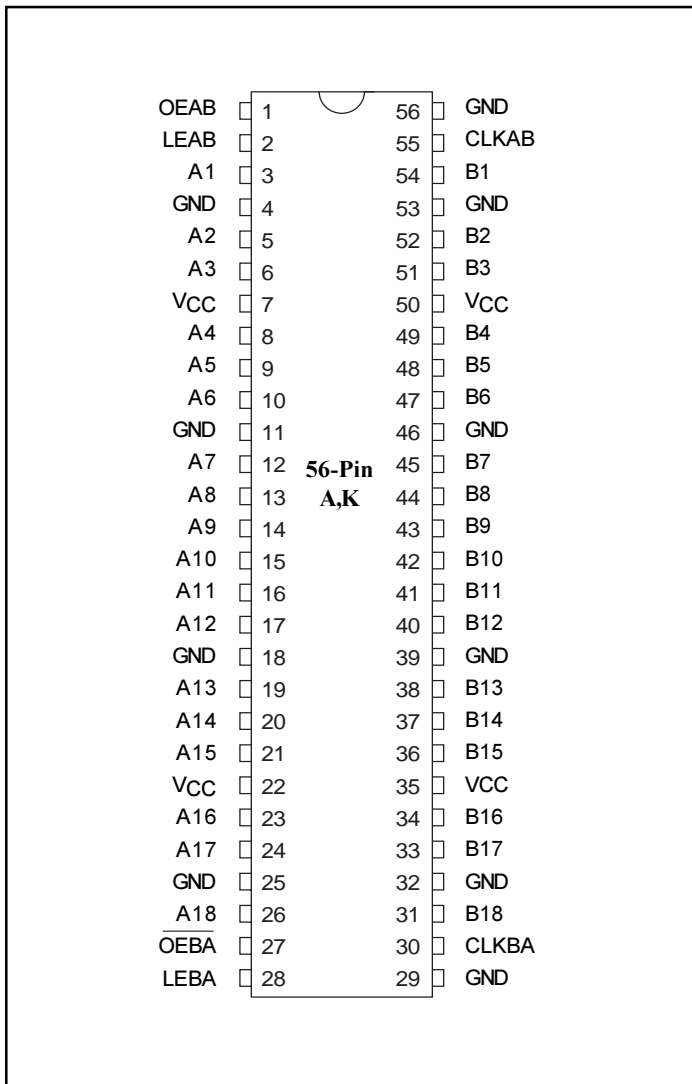 OEAB 1 56 GND
LEAB 2 55 CLKAB
A1 3 54 B1
GND 4 53 GND
A2 5 52 B2
A3 6 51 B3
VCC 7 50 VCC
A4 8 49 B4
A5 9 48 B5
A6 10 47 B6
GND 11 46 GND
A7 12 56-Pin 45 B7
A8 13 A,K 44 B8
A9 14 43 B9
A10 15 42 B10
A11 16 41 B11
A12 17 40 B12
GND 18 39 GND
A13 19 38 B13
A14 20 37 B14
A15 21 36 B15
VCC 22 35 VCC
A16 23 34 B16
A17 24 33 B17
GND 25 32 GND
A18 26 31 B18
O̅E̅B̅A̅ 27 30 CLKBA
LEBA 28 29 GND